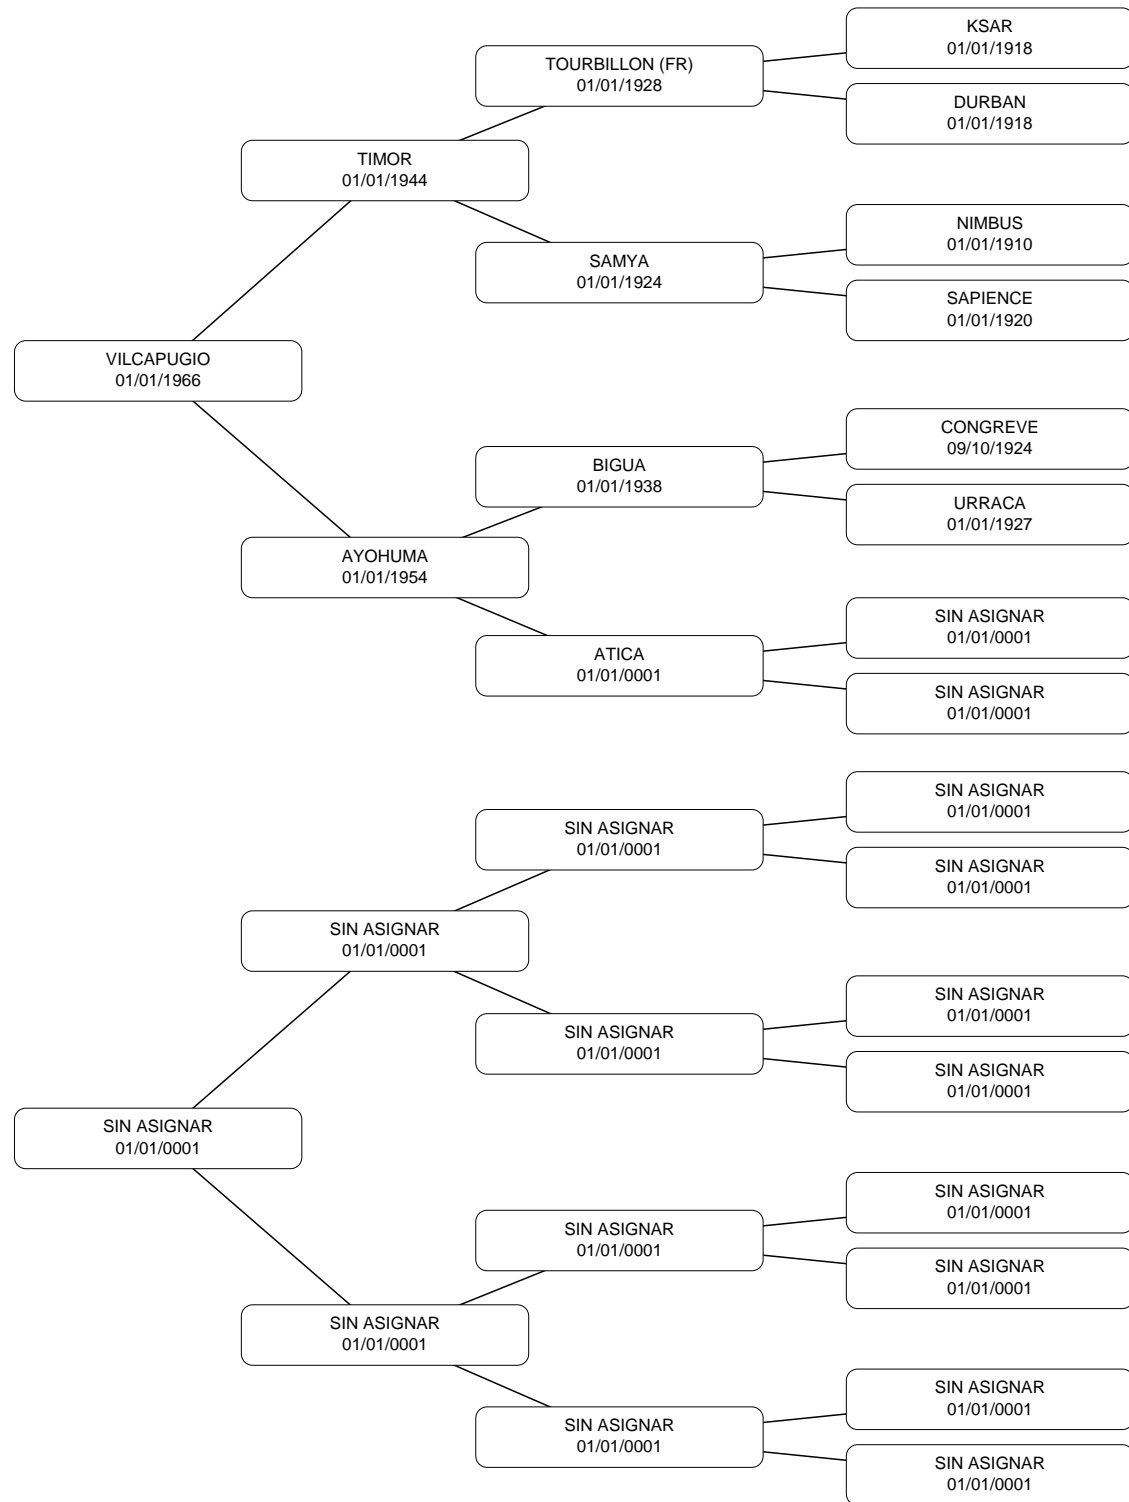 KSAR
01/01/1918
TOURBILLON (FR)
01/01/1928
DURBAN
01/01/1918
TIMOR
01/01/1944
NIMBUS
01/01/1910
SAMYA
01/01/1924
SAPIENCE
01/01/1920
VILCAPUGIO
01/01/1966
CONGREVE
09/10/1924
BIGUA
01/01/1938
URRACA
01/01/1927
AYOHUMA
01/01/1954
SIN ASIGNAR
01/01/0001
ATICA
01/01/0001
SIN ASIGNAR
01/01/0001
SIN ASIGNAR
01/01/0001
SIN ASIGNAR
01/01/0001
SIN ASIGNAR
01/01/0001
SIN ASIGNAR
01/01/0001
SIN ASIGNAR
01/01/0001
SIN ASIGNAR
01/01/0001
SIN ASIGNAR
01/01/0001
SIN ASIGNAR
01/01/0001
SIN ASIGNAR
01/01/0001
SIN ASIGNAR
01/01/0001
SIN ASIGNAR
01/01/0001
SIN ASIGNAR
01/01/0001
SIN ASIGNAR
01/01/0001
SIN ASIGNAR
01/01/0001
SIN ASIGNAR
01/01/0001